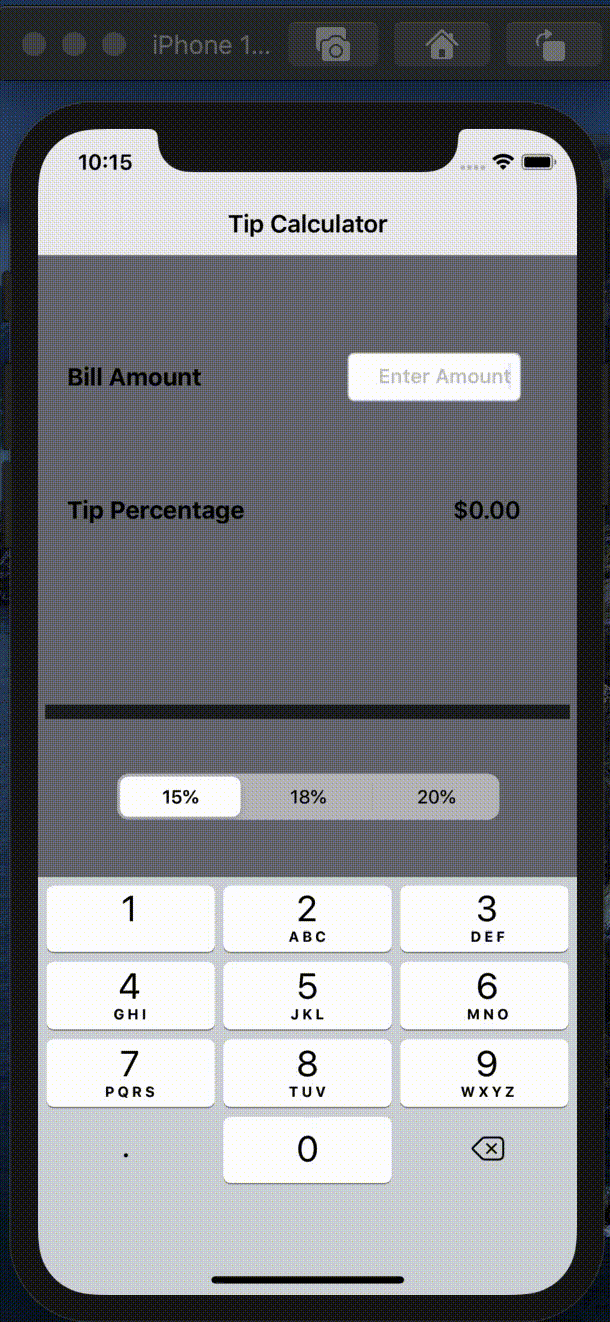 iPhone 1...
10:15
Tip Calculator
Bill Amount Enter Amount
Tip Percentage $0.00
15% 18% 20%
1 2 3
ABC DEF
4 5 6
GHI JKL MNO
7 8 9
PQRS TUV WXYZ
. 0